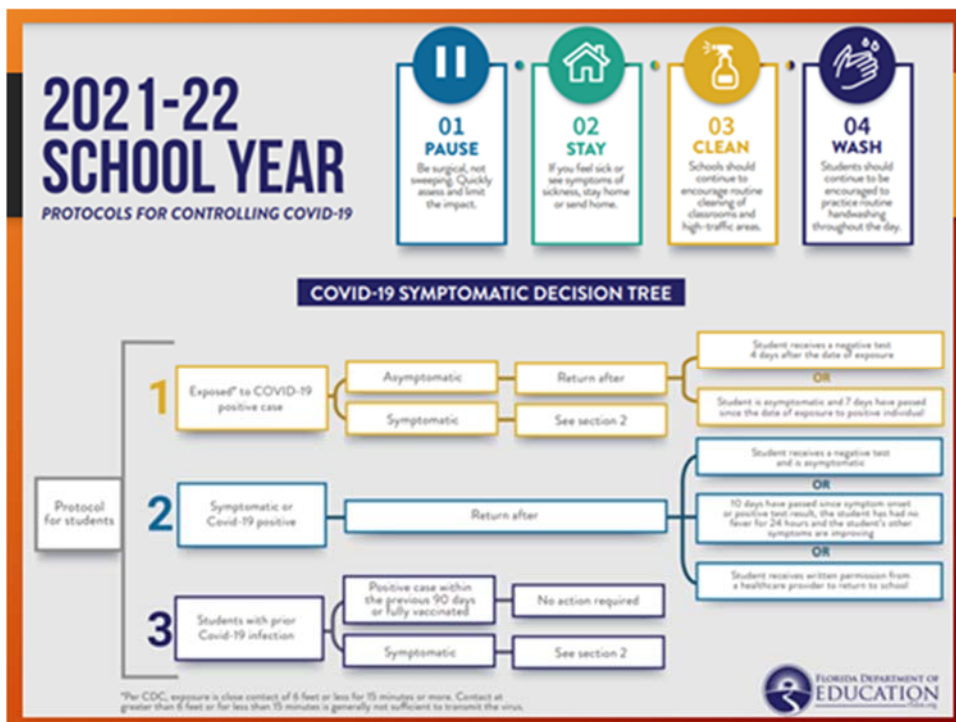 2021-22
SCHOOL YEAR
PROTOCOLS FOR CONTROLLING COVID-19
01
PAUSE
Be surgical, not
sweeping. Quickly
assess and limit
the impact.
02
STAY
If you feel sick or
see symptoms of
sickness, stay home
or send home.
03
CLEAN
Schools should
continue to
encourage routine
cleaning of
classrooms and
high-traffic areas.
04
WASH
Students should
continue to be
encouraged to
practice routine
handwashing
throughout the day.
COVID-19 SYMPTOMATIC DECISION TREE
Protocol
for students
1
Exposed* to COVID-19
positive case
Asymptomatic
Return after
Student receives a negative test
4 days after the date of exposure
OR
Student is asymptomatic and 7 days have passed
since the date of exposure to positive individual
Symptomatic
See section 2
2
Symptomatic or
Covid-19 positive
Return after
Student receives a negative test
and is asymptomatic
OR
10 days have passed since symptom onset
or positive test result, the student has had no
fever for 24 hours and the student's other
symptoms are improving
OR
Student receives written permission from
a healthcare provider to return to school
3
Students with prior
Covid-19 infection
Positive case within
the previous 90 days
or fully vaccinated
No action required
Symptomatic
See section 2
*Per CDC, exposure is close contact of 6 feet or less for 15 minutes or more. Contact at
greater than 6 feet or for less than 15 minutes is generally not sufficient to transmit the virus.
FLORIDA DEPARTMENT OF
EDUCATION